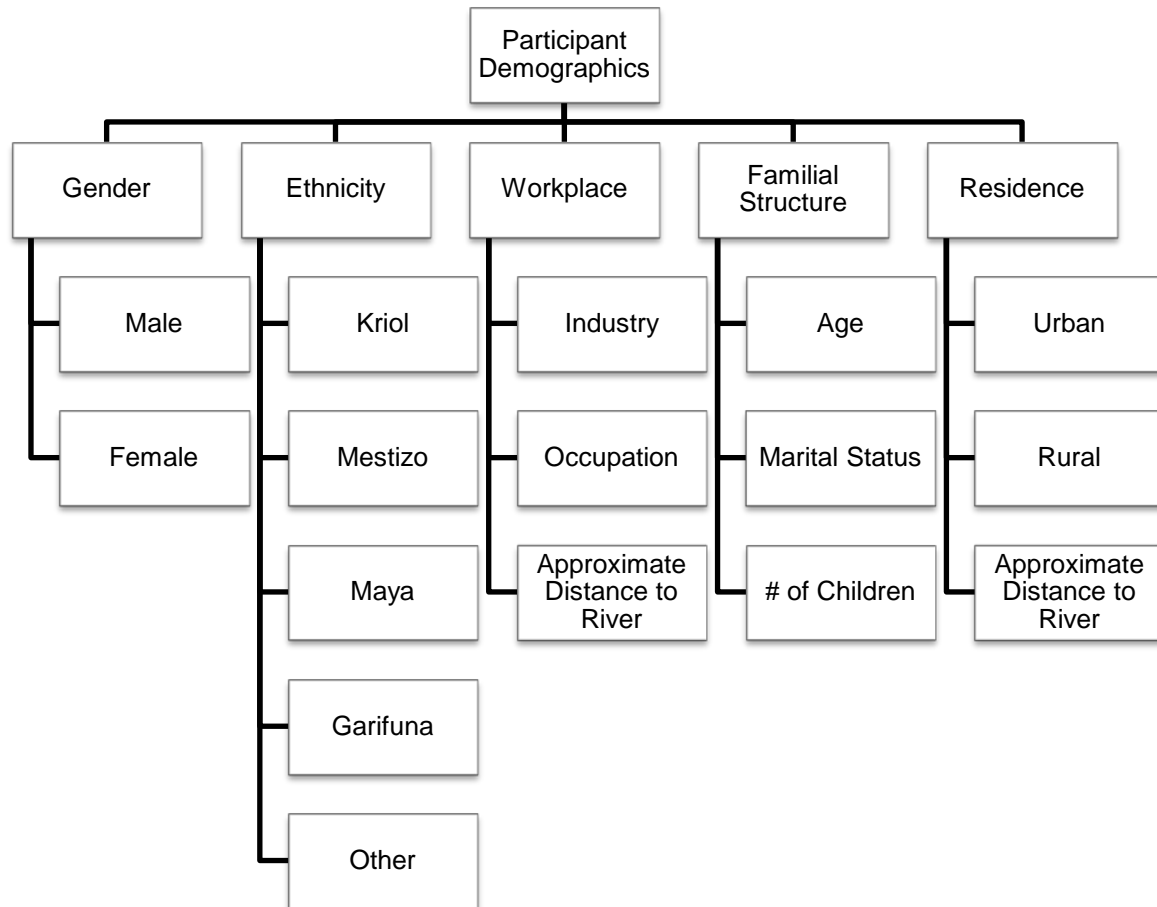 Participant
Demographics
Gender
Ethnicity
Workplace
Familial
Structure
Residence
Male
Kriol
Industry
Age
Urban
Female
Mestizo
Occupation
Marital Status
Rural
Maya
Approximate
Distance to
River
# of Children
Approximate
Distance to
River
Garifuna
Other